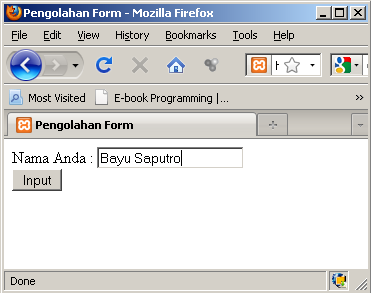 Pengolahan Form - Mozilla Firefox
File Edit View History Bookmarks Tools Help
Most Visited E-book Programming |...
Pengolahan Form
Nama Anda : Bayu Saputro
Input
Done